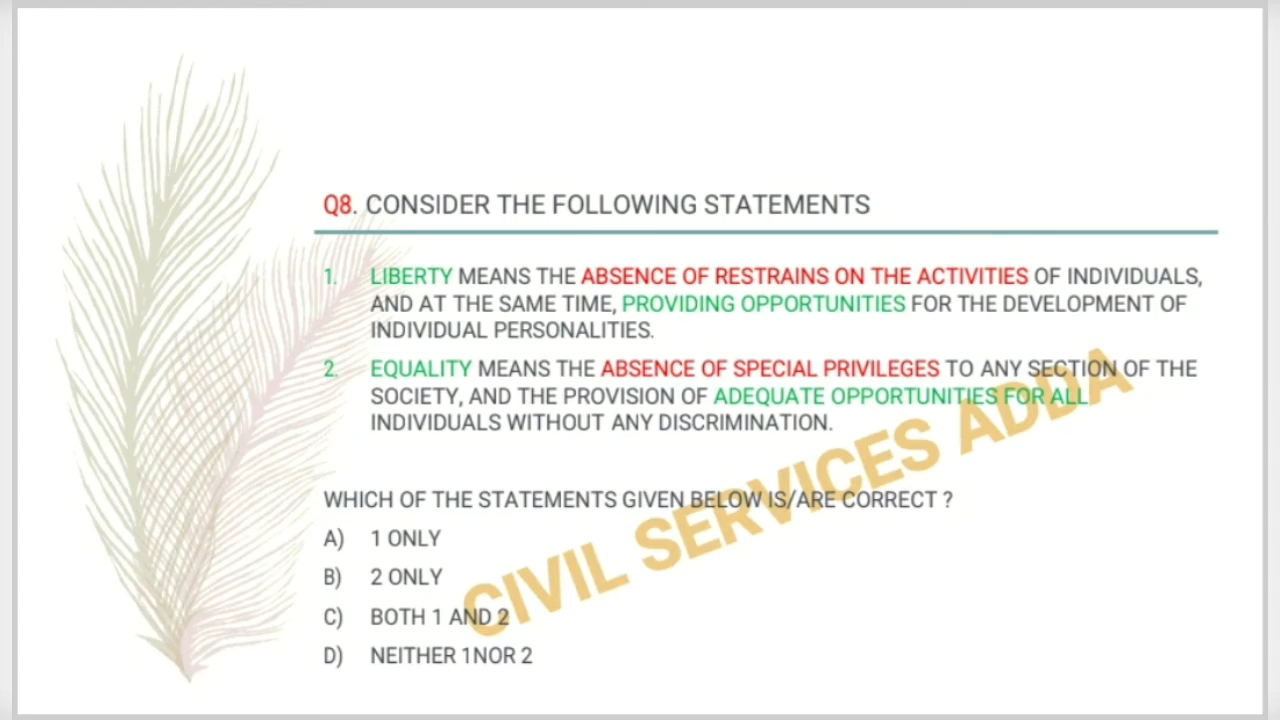 Q8. CONSIDER THE FOLLOWING STATEMENTS
1. LIBERTY MEANS THE ABSENCE OF RESTRAINS ON THE ACTIVITIES OF INDIVIDUALS,
AND AT THE SAME TIME, PROVIDING OPPORTUNITIES FOR THE DEVELOPMENT OF
INDIVIDUAL PERSONALITIES.
2. EQUALITY MEANS THE ABSENCE OF SPECIAL PRIVILEGES TO ANY SECTION OF THE
SOCIETY, AND THE PROVISION OF ADEQUATE OPPORTUNITIES FOR ALL
INDIVIDUALS WITHOUT ANY DISCRIMINATION.
WHICH OF THE STATEMENTS GIVEN BELOW IS/ARE CORRECT ?
A) 1 ONLY
B) 2 ONLY
C) BOTH 1 AND 2
D) NEITHER 1NOR 2
CIVIL SERVICES ADDA